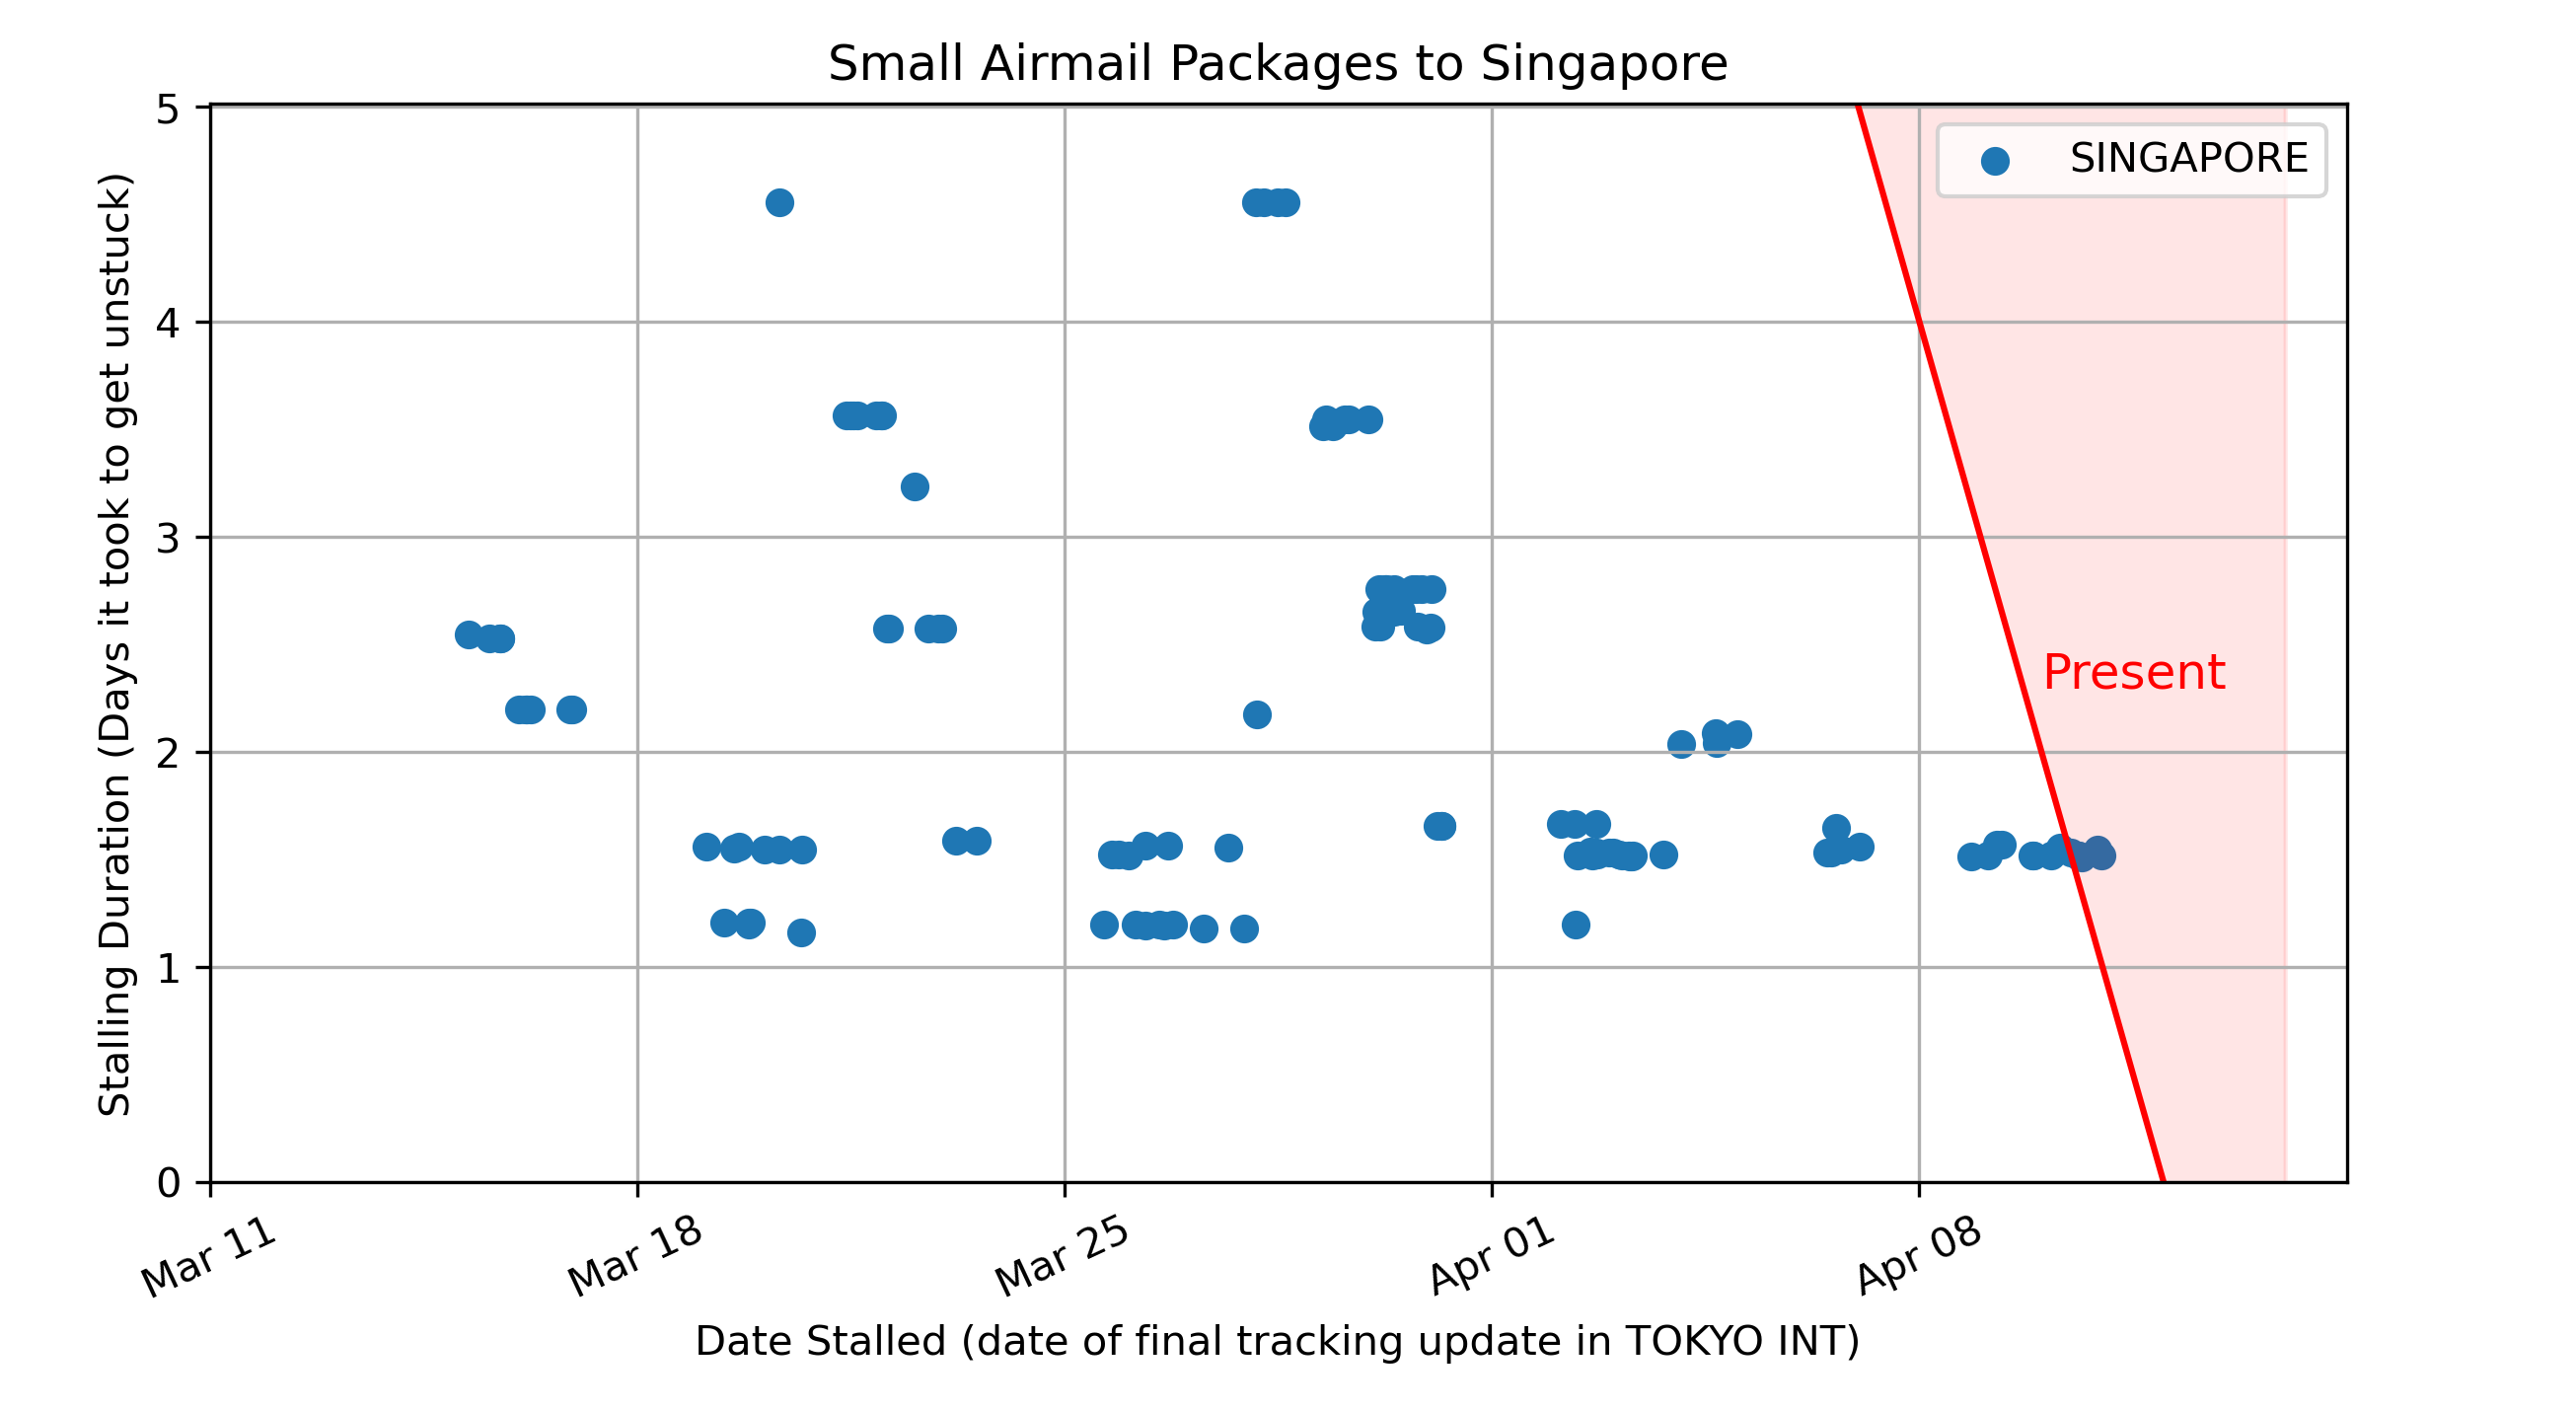 Small Airmail Packages to Singapore
SINGAPORE
Stalling Duration (Days it took to get unstuck)
5
4
3
2
1
0
Present
Mar 11
Mar 18
Mar 25
Apr 01
Apr 08
Date Stalled (date of final tracking update in TOKYO INT)